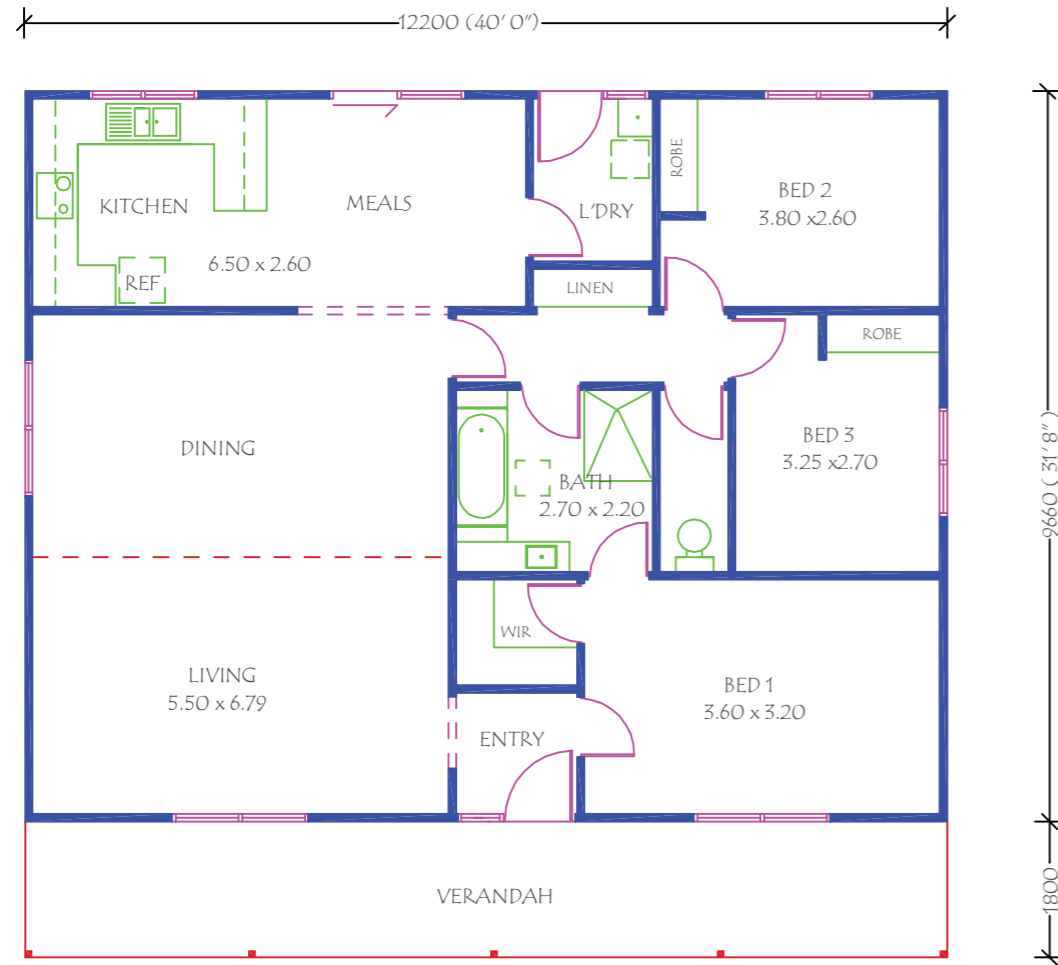 12200 (40' 0")
KITCHEN
MEALS
6.50 x 2.60
REF
L'DRY
ROBE
BED 2
3.80 x2.60
LINEN
ROBE
DINING
BED 3
3.25 x2.70
BATH
2.70 x 2.20
9660 ( 31' 8" )
WIR
LIVING
5.50 x 6.79
BED 1
3.60 x 3.20
ENTRY
VERANDAH
1800